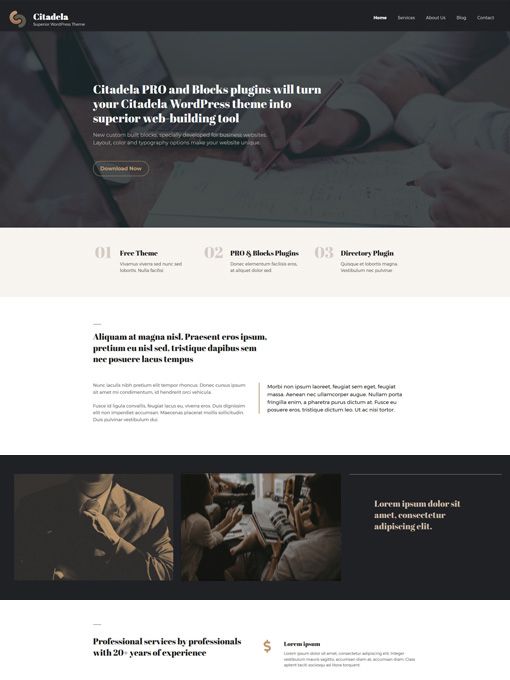 Citadela
Superior WordPress Theme
Home Services About Us Blog Contact
Citadela PRO and Blocks plugins will turn
your Citadela WordPress theme into
superior web-building tool
New custom built blocks, specially developed for business websites.
Layout, color and typography options make your website unique.
Download Now
01 Free Theme
Vivamus viverra sed nunc sed
lobortis. Nulla facilisi.
02 PRO & Blocks Plugins
Donec elementum facilisis eros,
at aliquet dolor sed.
03 Directory Plugin
Quisque et lobortis magna.
Vestibulum nec pulvinar.
Aliquam at magna nisl. Praesent eros ipsum,
pretium eu nisl sed, tristique dapibus sem
nec posuere lacus tempus
Nunc iaculis nibh pretium elit tempor rhoncus. Donec cursus ipsum
sit amet mi condimentum, id hendrerit orci vehicula.
Fusce id ligula convallis, feugiat lacus eu, viverra eros. Duis dignissim
elit non imperdiet accumsan. Maecenas placerat mollis sollicitudin.
Duis pulvinar vestibulum dui.
Morbi non ipsum laoreet, feugiat sem eget, feugiat
massa. Aenean nec ullamcorper augue. Nullam porta
fringilla enim, a pharetra purus dictum at. Fusce eu
posuere eros, tristique dictum leo. Ut ac nisi tortor.
Lorem ipsum dolor sit
amet, consectetur
adipiscing elit.
Professional services by professionals
with 20+ years of experience
Lorem ipsum
Lorem ipsum dolor sit amet, consectetur adipiscing elit. Integer
vestibulum mauris sagittis, accumsan diam at, accumsan diam. Class
aptent taciti sociosqu ad litora torquent.